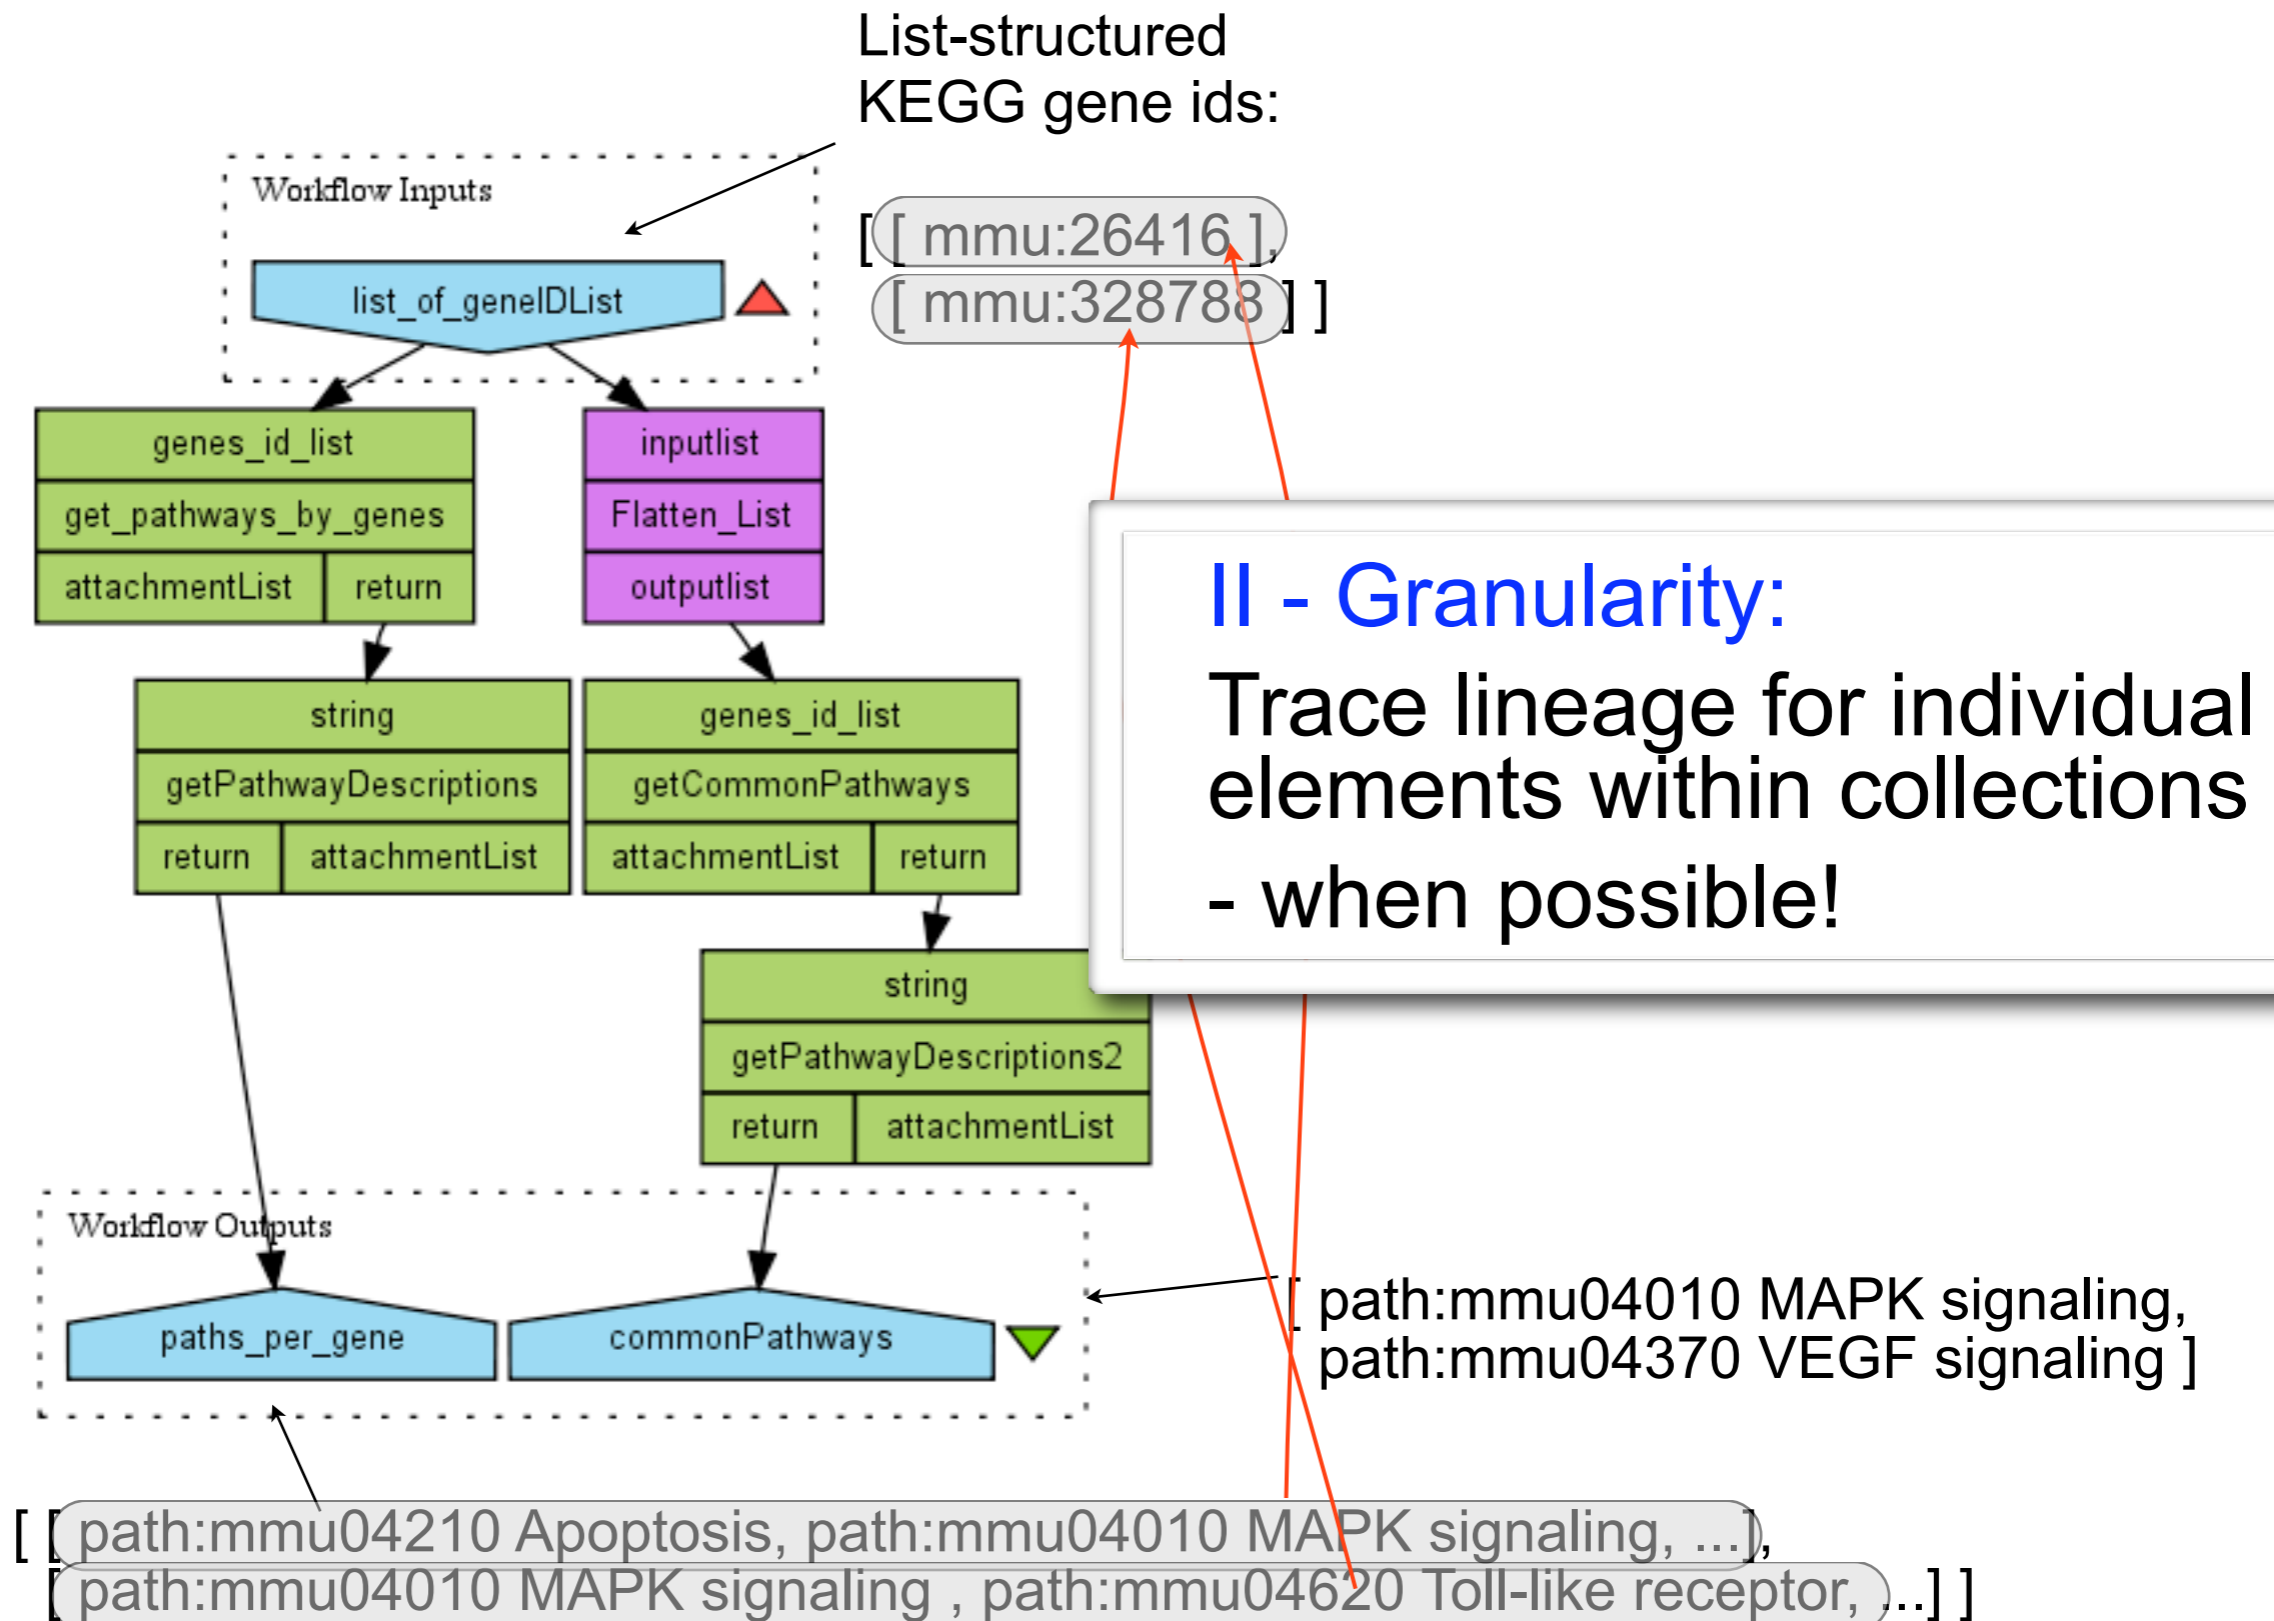 List-structured
KEGG gene ids:
Workflow Inputs
[ [ mmu:26416 ],
[ mmu:328788 ] ]
list_of_geneIDList
genes_id_list
inputlist
get_pathways_by_genes
Flatten_List
attachmentList return
outputlist
II - Granularity:
Trace lineage for individual
elements within collections
- when possible!
string
genes_id_list
getPathwayDescriptions
getCommonPathways
return attachmentList
attachmentList return
string
getPathwayDescriptions2
return attachmentList
Workflow Outputs
paths_per_gene
commonPathways
[ path:mmu04010 MAPK signaling,
path:mmu04370 VEGF signaling ]
[ [ path:mmu04210 Apoptosis, path:mmu04010 MAPK signaling, ...],
[ path:mmu04010 MAPK signaling , path:mmu04620 Toll-like receptor, ...] ]